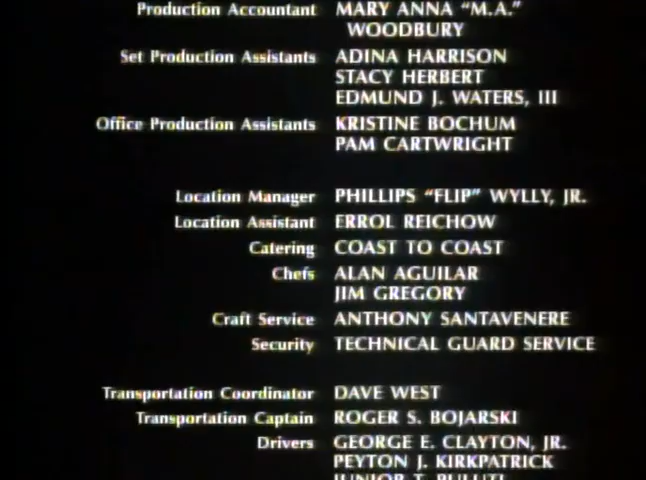 Production Accountant MARY ANNA "M.A."
WOODBURY
Set Production Assistants ADINA HARRISON
STACY HERBERT
EDMUND J. WATERS, III
Office Production Assistants KRISTINE BOCHUM
PAM CARTWRIGHT
Location Manager PHILLIPS "FLIP" WYLLY, JR.
Location Assistant ERROL REICHOW
Catering COAST TO COAST
Chefs ALAN AGUILAR
JIM GREGORY
Craft Service ANTHONY SANTAVENERE
Security TECHNICAL GUARD SERVICE
Transportation Coordinator DAVE WEST
Transportation Captain ROGER S. BOJARSKI
Drivers GEORGE E. CLAYTON, JR.
PEYTON J. KIRKPATRICK
JUNIOR T.